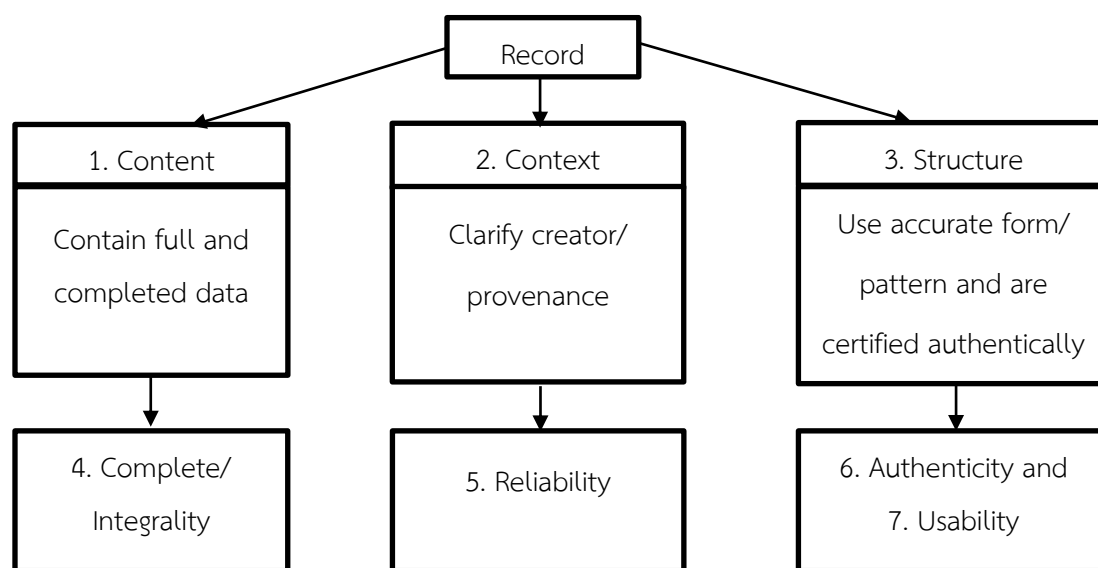 Record
1. Content
Contain full and
completed data
2. Context
Clarify creator/
provenance
3. Structure
Use accurate form/
pattern and are
certified authentically
4. Complete/
Integrality
5. Reliability
6. Authenticity and
7. Usability